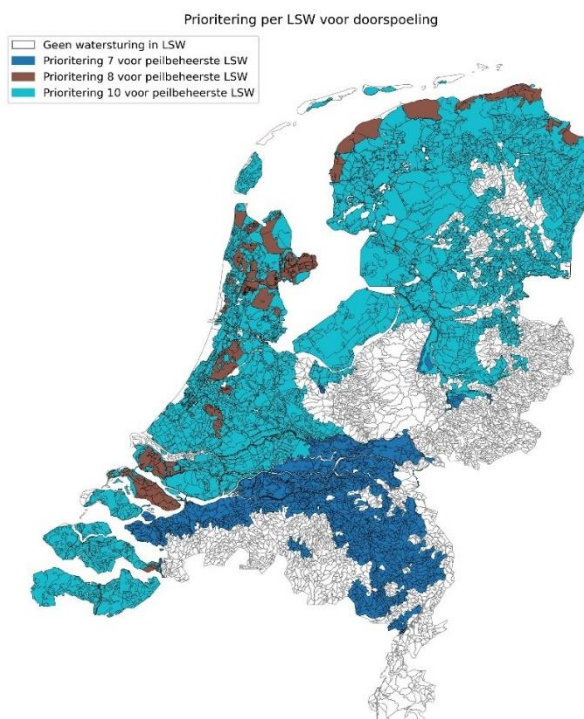 Prioritering per LSW voor doorspoeling
Geen watersturing in LSW
Prioritering 7 voor peilbeheerste LSW
Prioritering 8 voor peilbeheerste LSW
Prioritering 10 voor peilbeheerste LSW